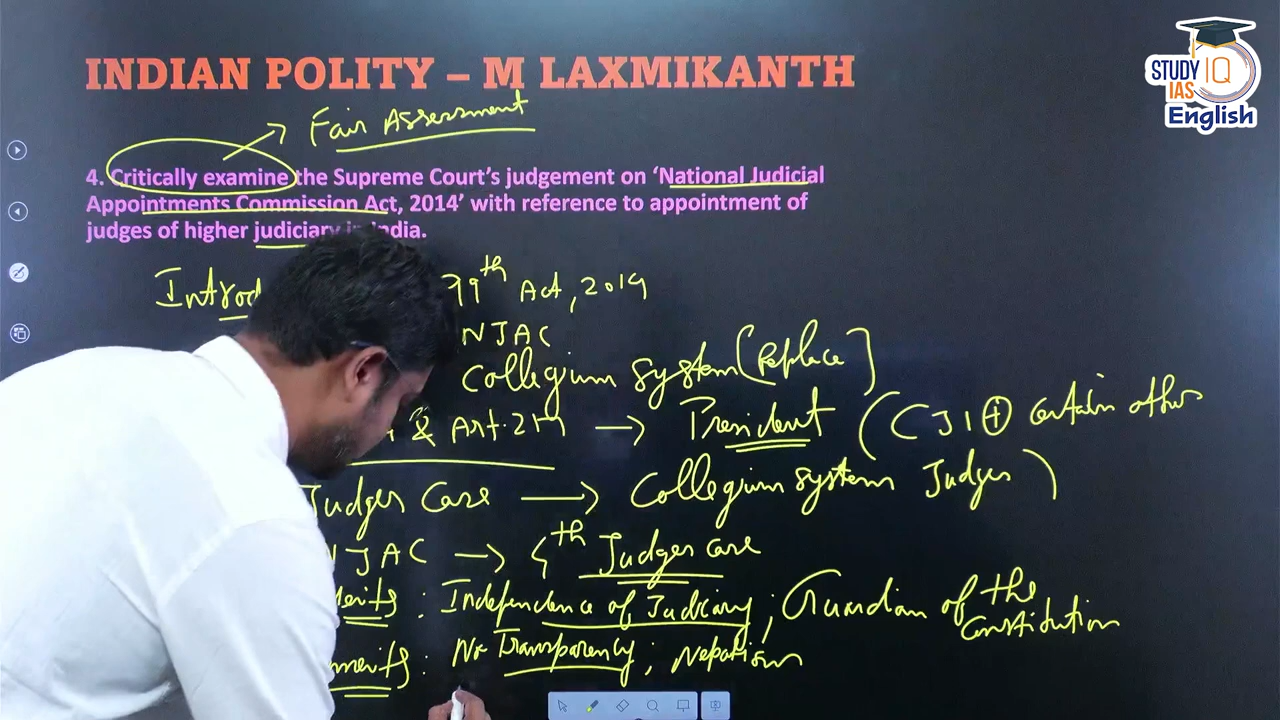 INDIAN POLITY – M LAXMIKANTH
STUDY IQ
IAS
English
Fair Assessment
4. Critically examine the Supreme Court's judgement on 'National Judicial
Appointments Commission Act, 2014' with reference to appointment of
judges of higher judiciary in India.
Introd 99th Act, 2014
NJAC
Collegium system (Replace)
& Art. 217 → President (CJI + certain others
Judges Case → Collegium system Judges)
NJAC → 4th Judges case
Merits : Independence of Judiciary ; Guardian of the
Constitution
merits : No Transparency ; Nepotism